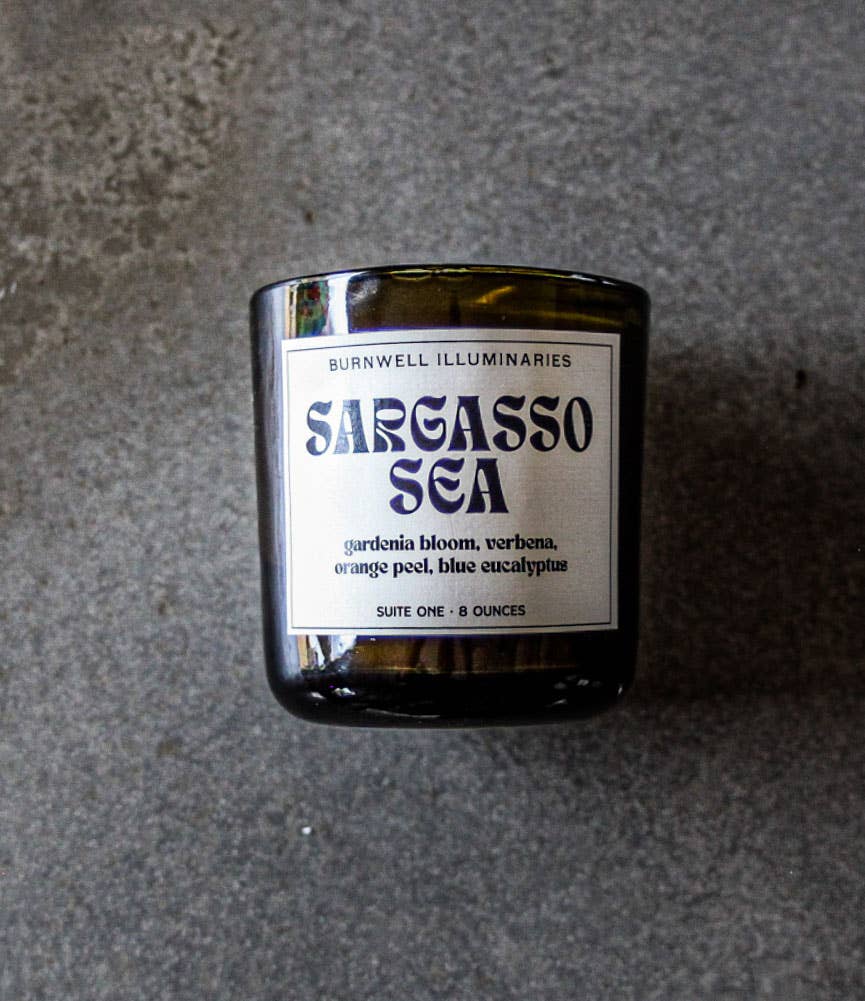 BURNWELL ILLUMINARIES
SARGASSO
SEA
gardenia bloom, verbena,
orange peel, blue eucalyptus
SUITE ONE · 8 OUNCES